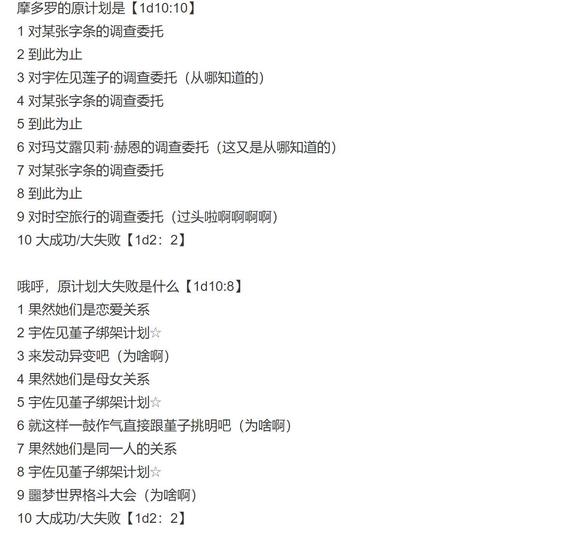 摩多罗的原计划是【1d10:10】
1 对某张字条的调查委托
2 到此为止
3 对宇佐见莲子的调查委托（从哪知道的）
4 对某张字条的调查委托
5 到此为止
6 对玛艾露贝莉·赫恩的调查委托（这又是从哪知道的）
7 对某张字条的调查委托
8 到此为止
9 对时空旅行的调查委托（过头啦啊啊啊啊）
10 大成功/大失败【1d2：2】
哦呼，原计划大失败是什么【1d10:8】
1 果然她们是恋爱关系
2 宇佐见堇子绑架计划☆
3 来发动异变吧（为啥啊）
4 果然她们是母女关系
5 宇佐见堇子绑架计划☆
6 就这样一鼓作气直接跟堇子挑明吧（为啥啊）
7 果然她们是同一人的关系
8 宇佐见堇子绑架计划☆
9 噩梦世界格斗大会（为啥啊）
10 大成功/大失败【1d2：2】